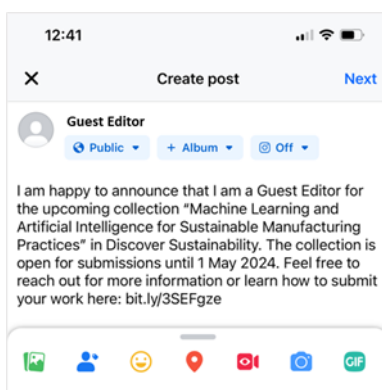 12:41
Create post
Next
Guest Editor
Public
+ Album
Off
I am happy to announce that I am a Guest Editor for
the upcoming collection “Machine Learning and
Artificial Intelligence for Sustainable Manufacturing
Practices” in Discover Sustainability. The collection is
open for submissions until 1 May 2024. Feel free to
reach out for more information or learn how to submit
your work here: bit.ly/3SEFgze
GIF